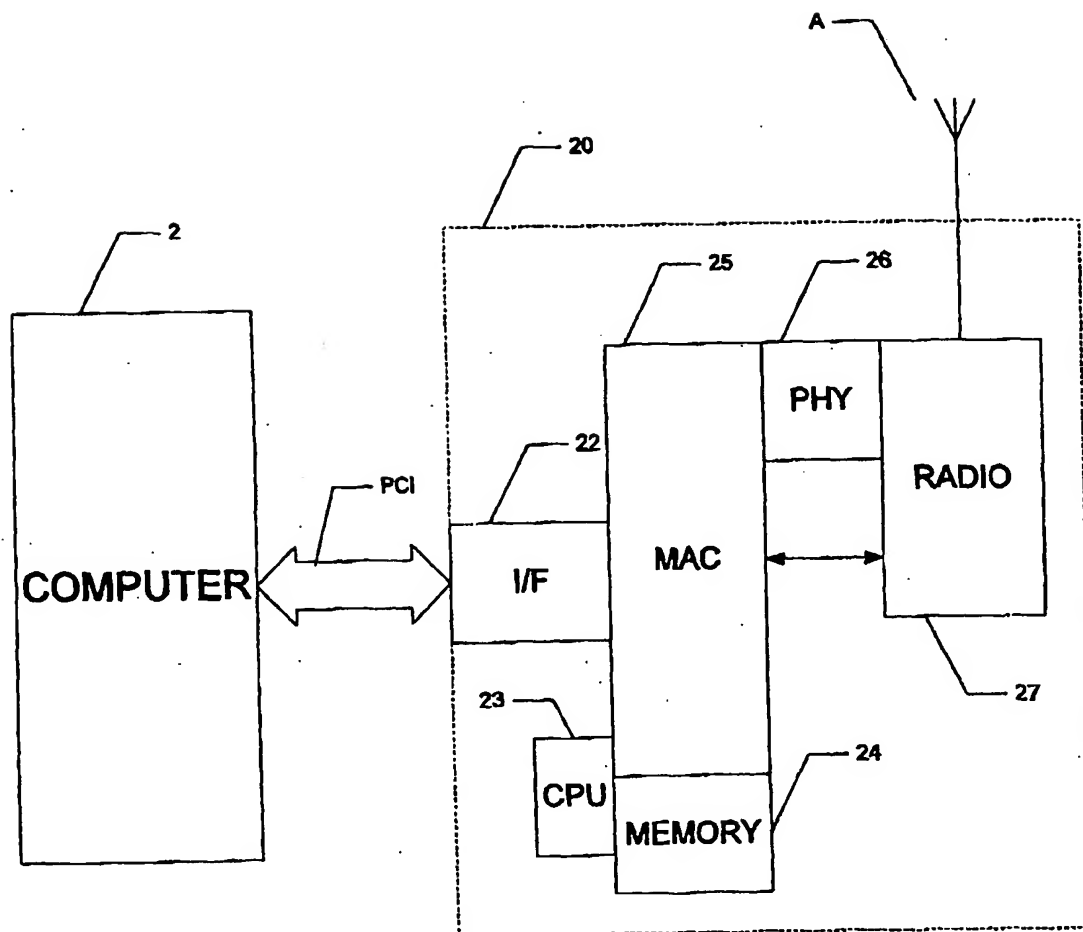 A
20
2
25
26
PHY
RADIO
22
PCI
MAC
COMPUTER
I/F
27
23
24
CPU
MEMORY